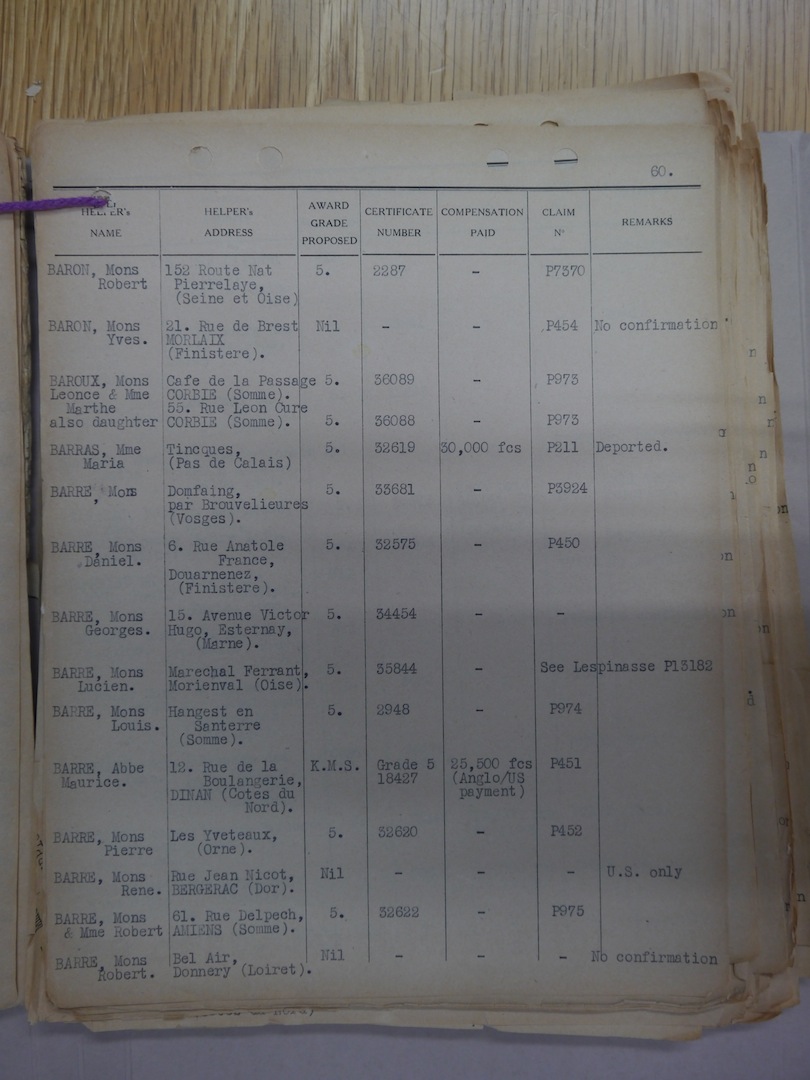 60.
HELPER's NAME HELPER's ADDRESS AWARD GRADE PROPOSED CERTIFICATE NUMBER COMPENSATION PAID CLAIM Nº REMARKS
BARON, Mons 152 Route Nat 5. 2287 - P7370
Robert Pierrelaye,
(Seine et Oise)
BARON, Mons 21. Rue de Brest Nil - - P454 No confirmation
Yves. MORLAIX
(Finistere).
BAROUX, Mons Cafe de la Passage 5. 36089 - P973
Leonce & Mme CORBIE (Somme).
Marthe 55. Rue Leon Cure
also daughter CORBIE (Somme). 5. 36088 - P973
BARRAS, Mme Tincques, 5. 32619 30,000 fcs P211 Deported.
Maria (Pas de Calais)
BARRE, Mons Domfaing, 5. 33681 - P3924
par Brouvelieures
(Vosges).
BARRE, Mons 6. Rue Anatole 5. 32575 - P450
Daniel. France,
Douarnenez,
(Finistere).
BARRE, Mons 15. Avenue Victor 5. 34454 - -
Georges. Hugo, Esternay,
(Marne).
BARRE, Mons Marechal Ferrant, 5. 35844 - See Lespinasse P13182
Lucien. Morienval (Oise).
BARRE, Mons Hangest en 5. 2948 - P974
Louis. Santerre
(Somme).
BARRE, Abbe 12. Rue de la K.M.S. Grade 5 25,500 fcs P451
Maurice. Boulangerie, 18427 (Anglo/US
DINAN (Cotes du payment)
Nord).
BARRE, Mons Les Yveteaux, 5. 32620 - P452
Pierre (Orne).
BARRE, Mons Rue Jean Nicot, Nil - - - U.S. only
Rene. BERGERAC (Dor).
BARRE, Mons 61. Rue Delpech, 5. 32622 - P975
& Mme Robert AMIENS (Somme).
BARRE, Mons Bel Air, Nil - - - No confirmation
Robert. Donnery (Loiret).